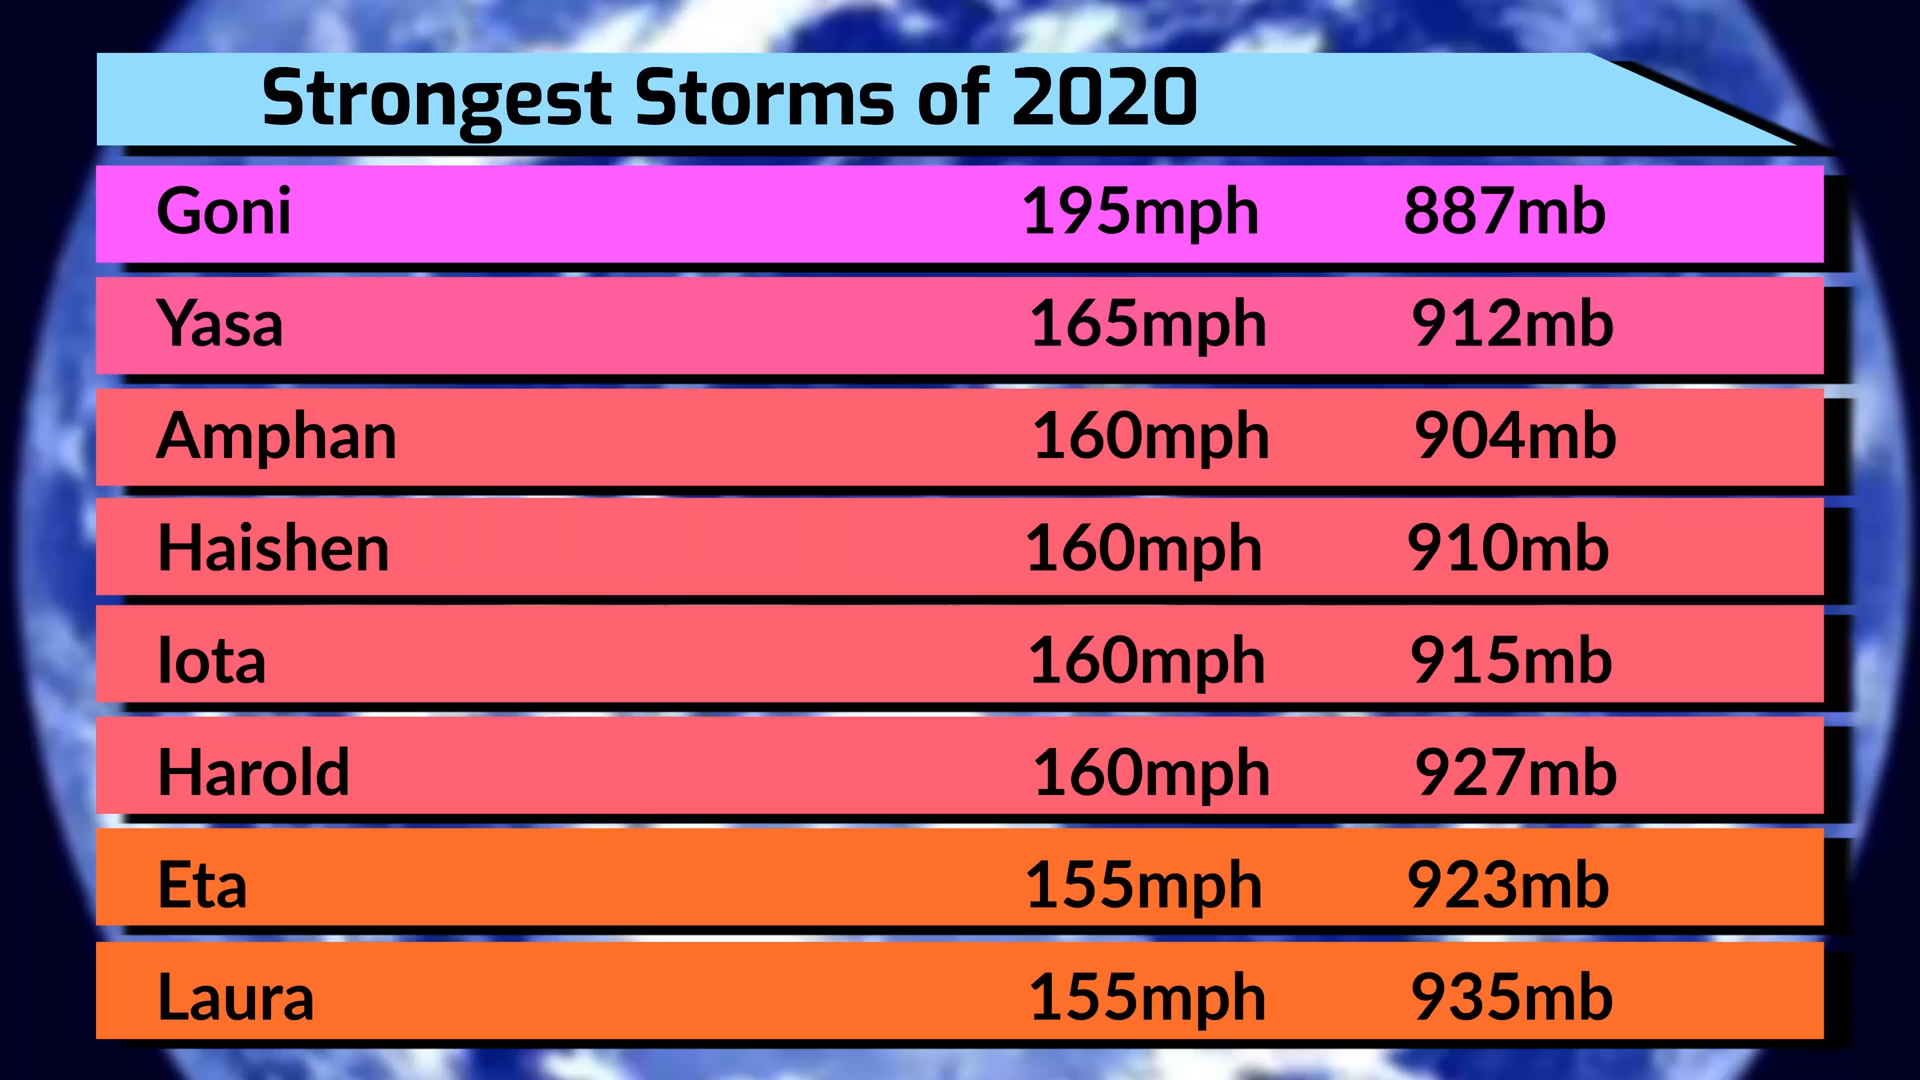 Strongest Storms of 2020
Goni 195mph 887mb
Yasa 165mph 912mb
Amphan 160mph 904mb
Haishen 160mph 910mb
Iota 160mph 915mb
Harold 160mph 927mb
Eta 155mph 923mb
Laura 155mph 935mb